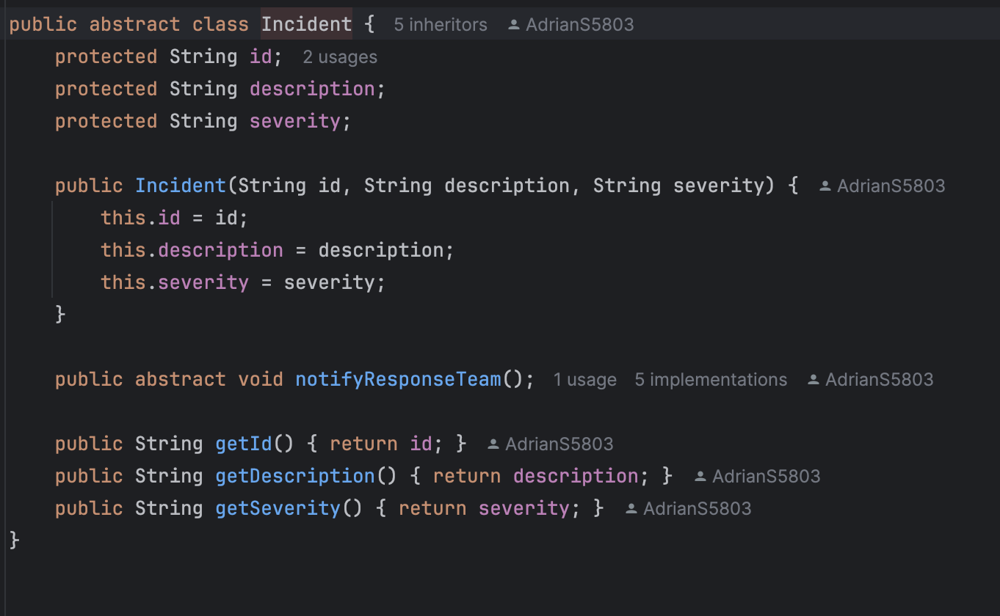 public abstract class Incident { 5 inheritors AdrianS5803
protected String id; 2 usages
protected String description;
protected String severity;
public Incident(String id, String description, String severity) { AdrianS5803
this.id = id;
this.description = description;
this.severity = severity;
}
public abstract void notifyResponseTeam(); 1 usage 5 implementations AdrianS5803
public String getId() { return id; } AdrianS5803
public String getDescription() { return description; } AdrianS5803
public String getSeverity() { return severity; } AdrianS5803
}